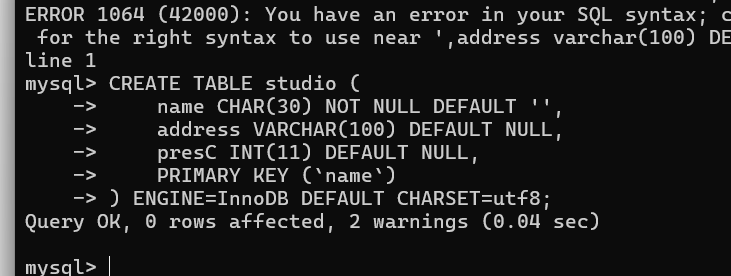 ERROR 1064 (42000): You have an error in your SQL syntax; c
for the right syntax to use near ',address varchar(100) DE
line 1
mysql> CREATE TABLE studio (
    ->     name CHAR(30) NOT NULL DEFAULT '',
    ->     address VARCHAR(100) DEFAULT NULL,
    ->     presC INT(11) DEFAULT NULL,
    ->     PRIMARY KEY (`name`)
    -> ) ENGINE=InnoDB DEFAULT CHARSET=utf8;
Query OK, 0 rows affected, 2 warnings (0.04 sec)
mysql>